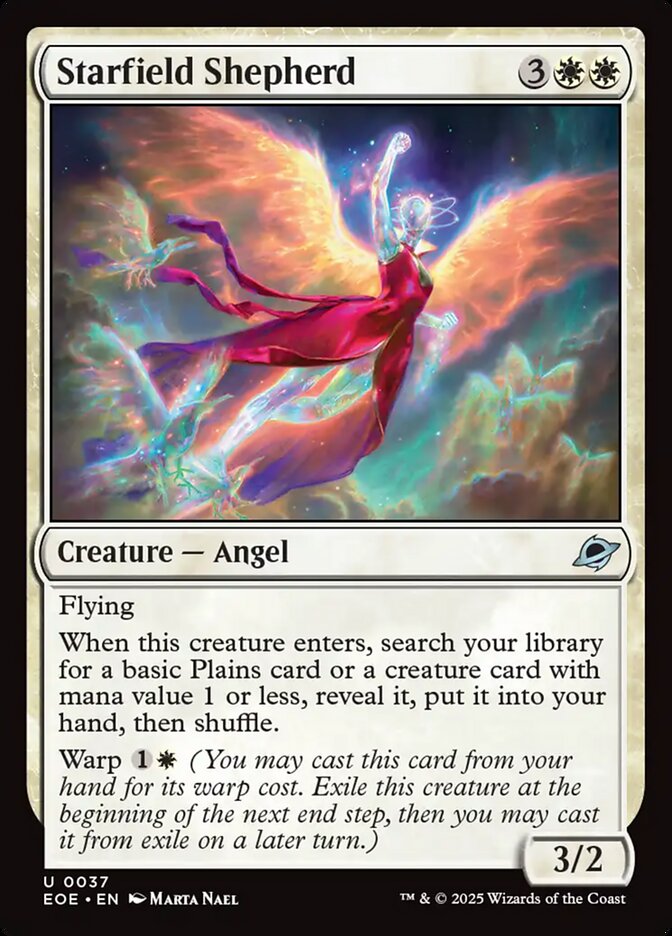 Starfield Shepherd 3
Creature — Angel
Flying
When this creature enters, search your library
for a basic Plains card or a creature card with
mana value 1 or less, reveal it, put it into your
hand, then shuffle.
Warp 1 (You may cast this card from your
hand for its warp cost. Exile this creature at the
beginning of the next end step, then you may cast
it from exile on a later turn.)
3/2
U 0037
EOE • EN Marta Nael
™ & © 2025 Wizards of the Coast